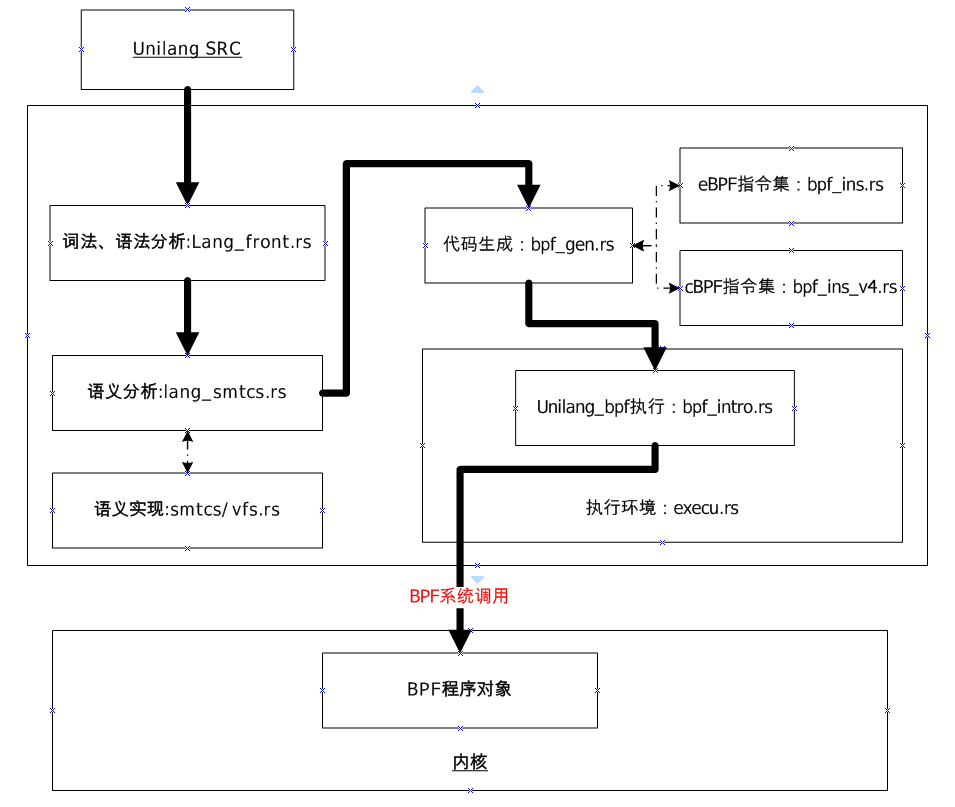 Unilang SRC
词法、语法分析:Lang_front.rs
语义分析:lang_smtcs.rs
语义实现:smtcs/ vfs.rs
代码生成：bpf_gen.rs
eBPF指令集：bpf_ins.rs
cBPF指令集：bpf_ins_v4.rs
Unilang_bpf执行：bpf_intro.rs
执行环境：execu.rs
BPF系统调用
BPF程序对象
内核